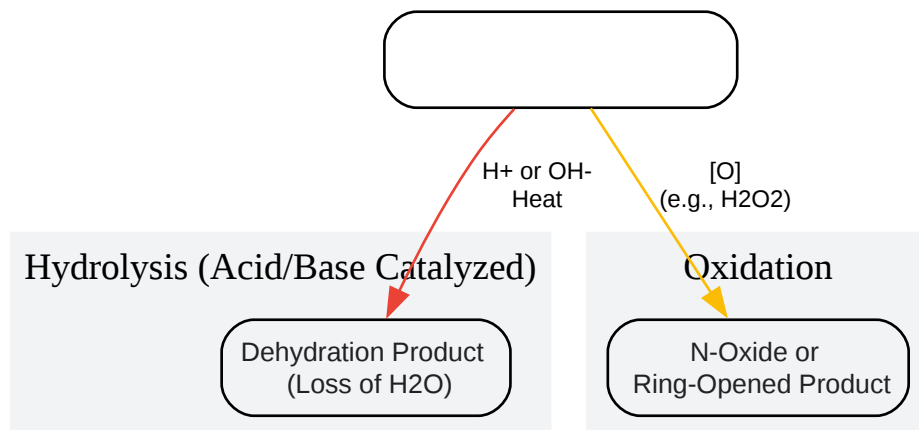 H+ or OH-
Heat
[O]
(e.g., H2O2)
Hydrolysis (Acid/Base Catalyzed)
Oxidation
Dehydration Product
(Loss of H2O)
N-Oxide or
Ring-Opened Product